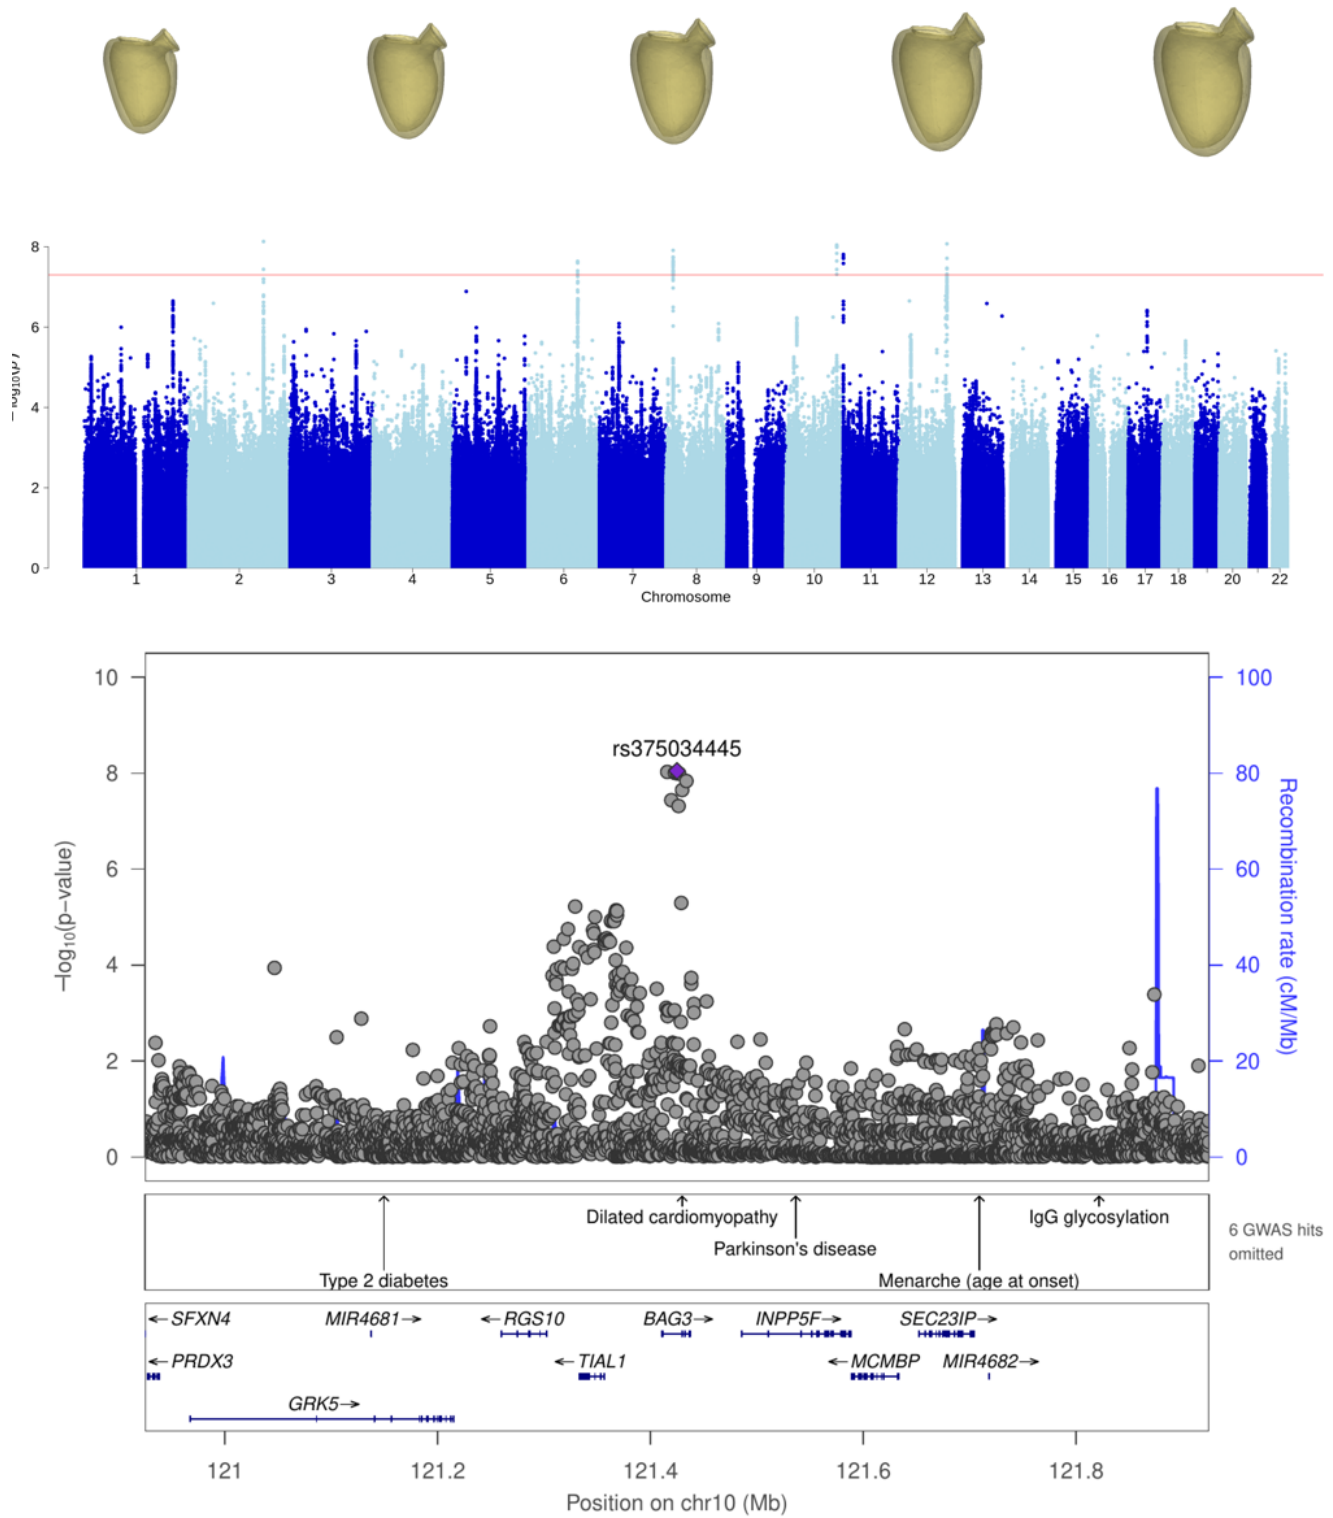 8
6
4
2
0
−log10(p)
1 2 3 4 5 6 7 8 9 10 11 12 13 14 15 16 17 18 20 22
Chromosome
10
8
6
4
2
0
−log10(p−value)
rs375034445
100
80
60
40
20
0
Recombination rate (cM/Mb)
Dilated cardiomyopathy IgG glycosylation
Parkinson's disease
Type 2 diabetes Menarche (age at onset)
6 GWAS hits
omitted
←SFXN4 MIR4681→ ←RGS10 BAG3→ INPP5F→ SEC23IP→
←PRDX3 ←TIAL1 ←MCMBP MIR4682→
GRK5→
121 121.2 121.4 121.6 121.8
Position on chr10 (Mb)